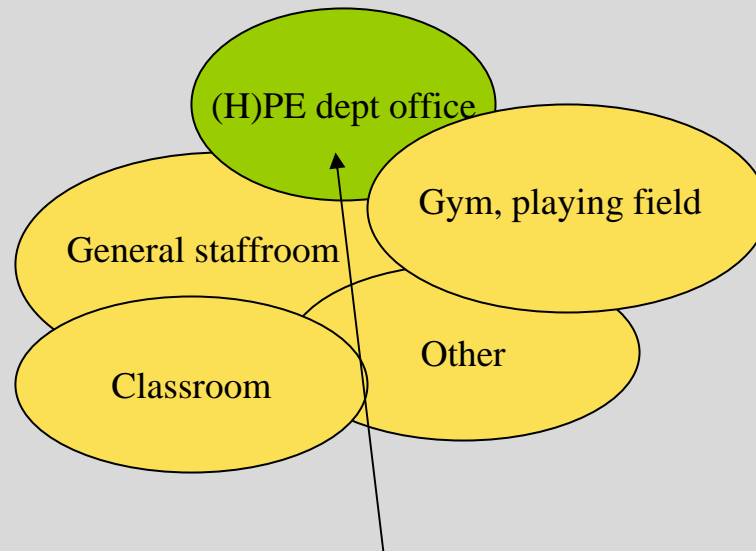 (H)PE dept office
Gym, playing field
General staffroom
Other
Classroom